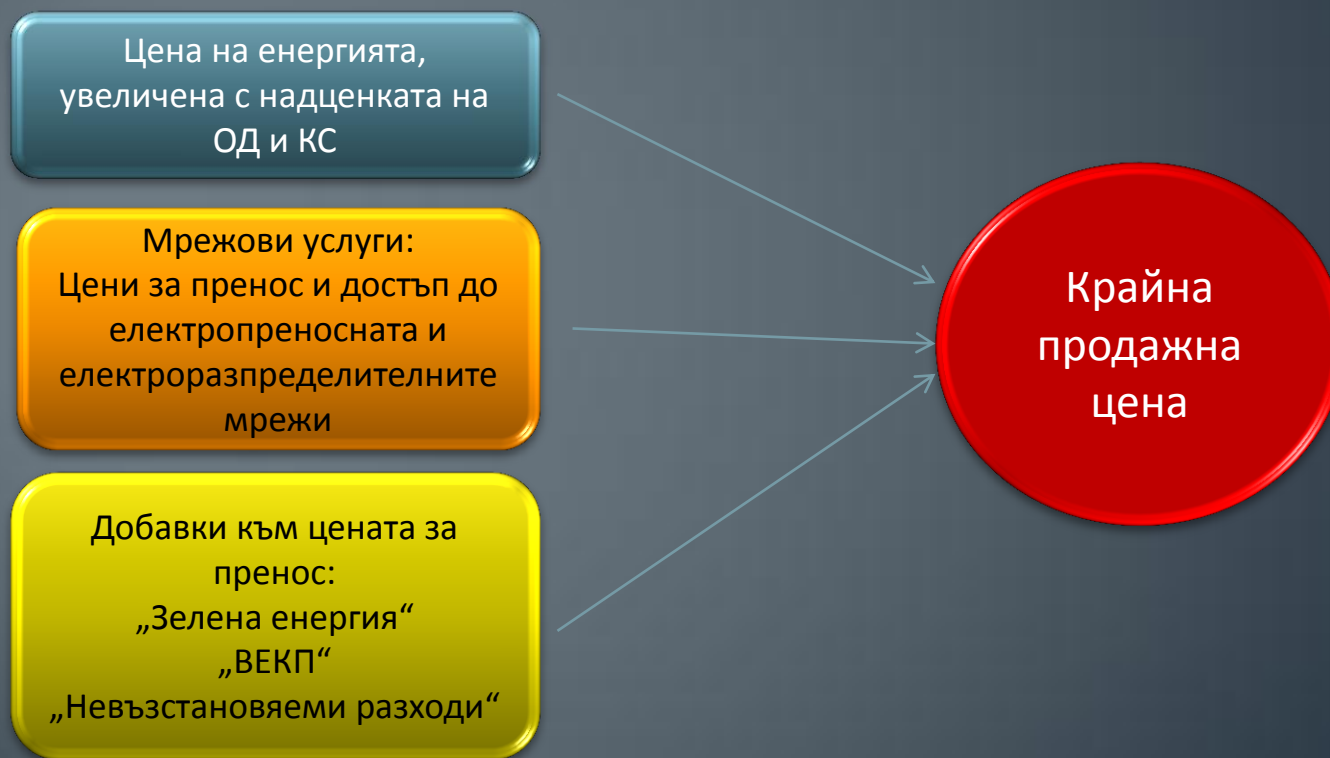 Цена на енергията,
увеличена с надценката на
ОД и КС
Мрежови услуги:
Цени за пренос и достъп до
електропреносната и
електроразпределителните
мрежи
Добавки към цената за
пренос:
„Зелена енергия“
„ВЕКП“
„Невъзстановяеми разходи“
Крайна
продажна
цена